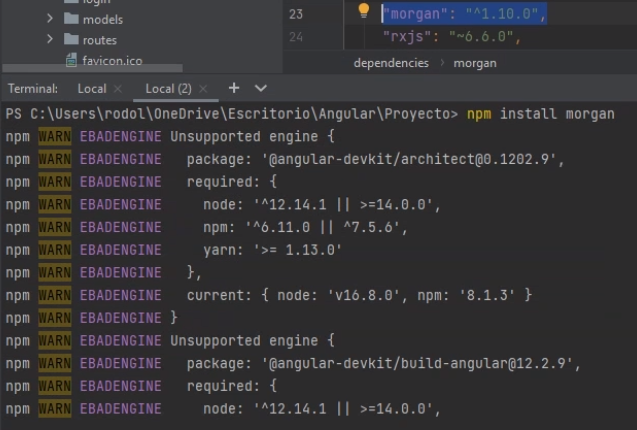 login
models
routes
favicon.ico
23 "morgan": "^1.10.0",
24 "rxjs": "~6.6.0",
dependencies > morgan
Terminal: Local × Local (2) × +
PS C:\Users\rodol\OneDrive\Escritorio\Angular\Proyecto> npm install morgan
npm WARN EBADENGINE Unsupported engine {
npm WARN EBADENGINE   package: '@angular-devkit/architect@0.1202.9',
npm WARN EBADENGINE   required: {
npm WARN EBADENGINE     node: '^12.14.1 || >=14.0.0',
npm WARN EBADENGINE     npm: '^6.11.0 || ^7.5.6',
npm WARN EBADENGINE     yarn: '>= 1.13.0'
npm WARN EBADENGINE   },
npm WARN EBADENGINE   current: { node: 'v16.8.0', npm: '8.1.3' }
npm WARN EBADENGINE }
npm WARN EBADENGINE Unsupported engine {
npm WARN EBADENGINE   package: '@angular-devkit/build-angular@12.2.9',
npm WARN EBADENGINE   required: {
npm WARN EBADENGINE     node: '^12.14.1 || >=14.0.0',